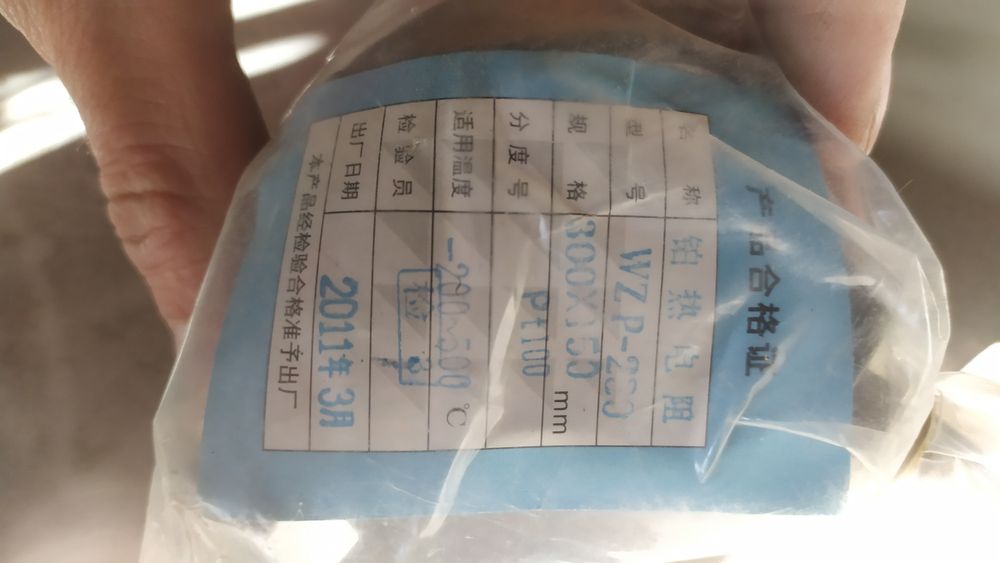 产品合格证
名称 铂热电阻
型号 WZP-230
规格 300X150 mm
分度号 Pt100
适用温度 -200~500 ℃
检验员 检 3
出厂日期 2011年3月
本产品经检验合格准予出厂